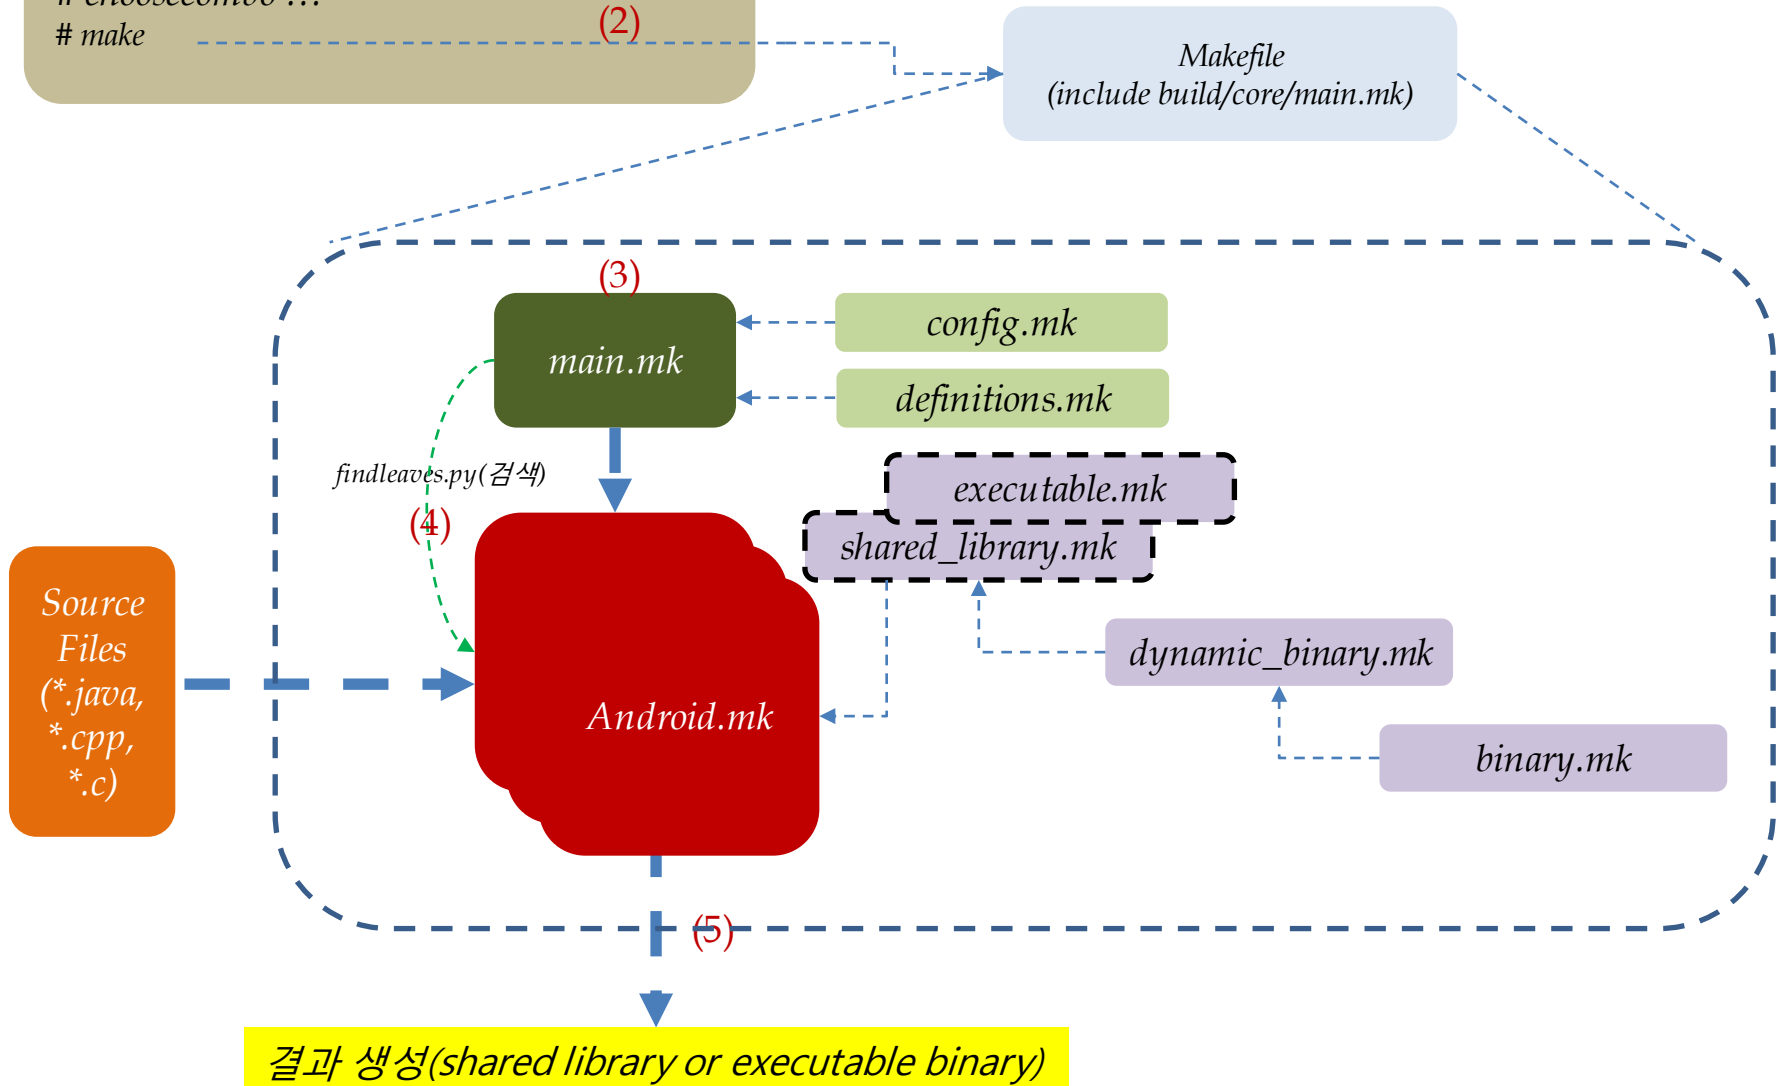 # choosecombo …
# make
(2)
Makefile
(include build/core/main.mk)
(3)
main.mk
config.mk
definitions.mk
findleaves.py(검색)
(4)
executable.mk
shared_library.mk
Source
Files
(*.java,
*.cpp,
*.c)
Android.mk
dynamic_binary.mk
binary.mk
(5)
결과 생성(shared library or executable binary)